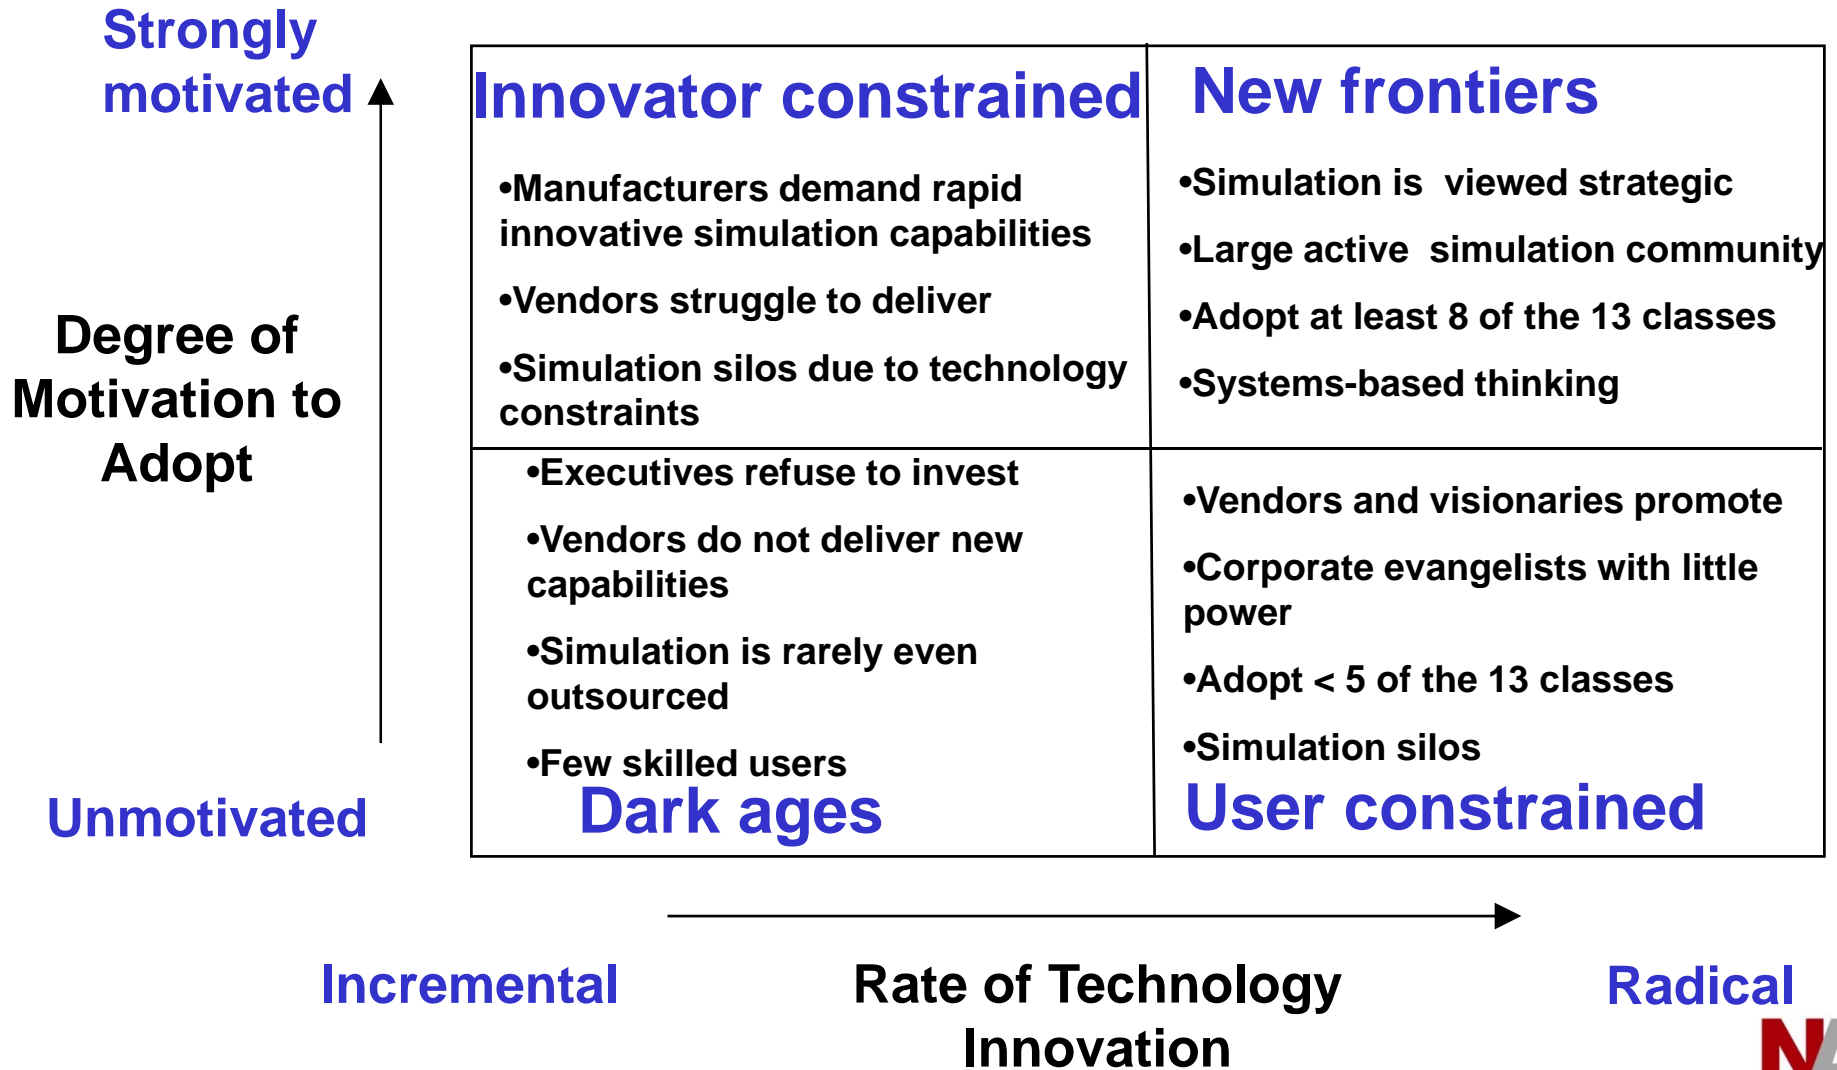 Strongly
motivated
Innovator constrained
•Manufacturers demand rapid
innovative simulation capabilities
•Vendors struggle to deliver
•Simulation silos due to technology
constraints
New frontiers
•Simulation is  viewed strategic
•Large active  simulation community
•Adopt at least 8 of the 13 classes
•Systems-based thinking
Degree of
Motivation to
Adopt
•Executives refuse to invest
•Vendors do not deliver new
capabilities
•Simulation is rarely even
outsourced
•Few skilled users
Dark ages
•Vendors and visionaries promote
•Corporate evangelists with little
power
•Adopt < 5 of the 13 classes
•Simulation silos
User constrained
Unmotivated
Incremental
Rate of Technology
Innovation
Radical